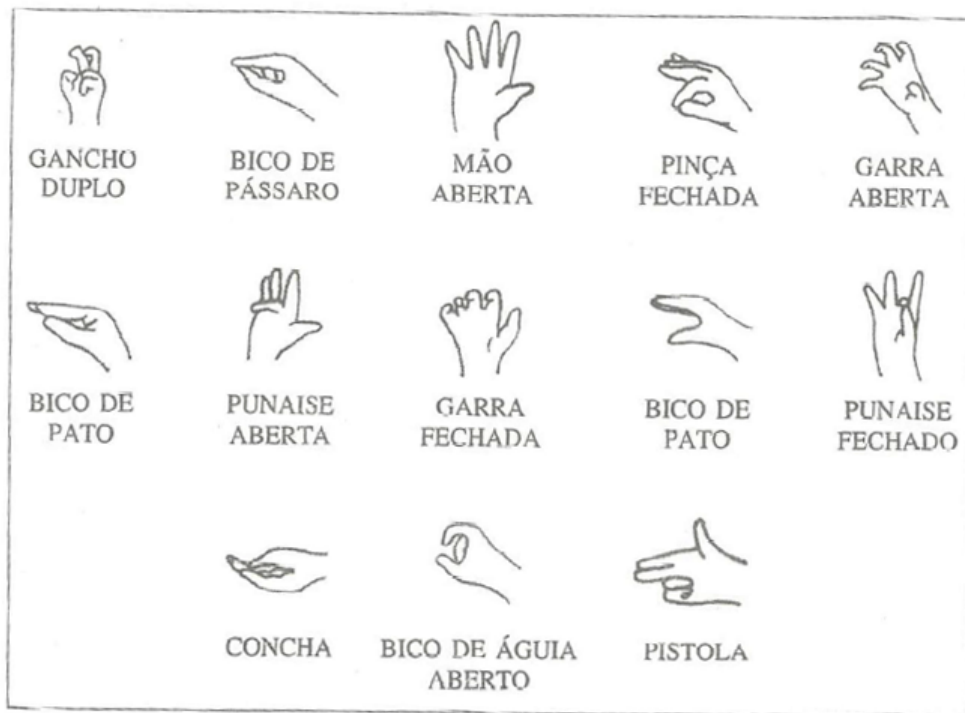 GANCHO
DUPLO
BICO DE
PÁSSARO
MÃO
ABERTA
PINÇA
FECHADA
GARRA
ABERTA
BICO DE
PATO
PUNAISE
ABERTA
GARRA
FECHADA
BICO DE
PATO
PUNAISE
FECHADO
CONCHA
BICO DE ÁGUIA
ABERTO
PISTOLA